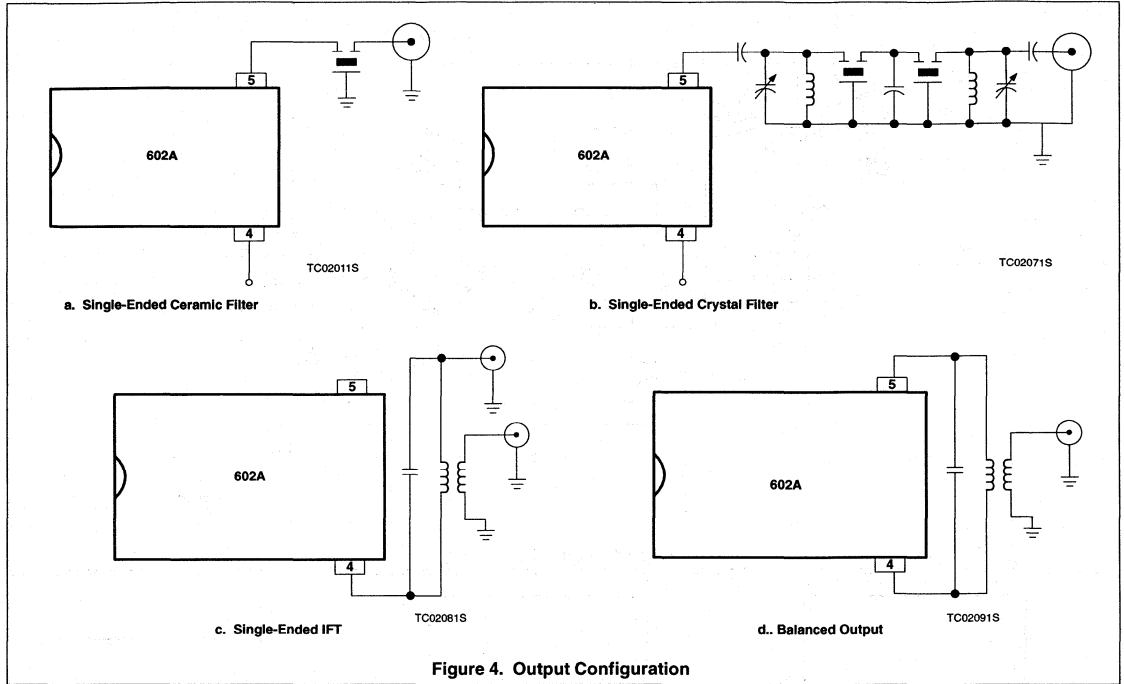 5
602A
4
TC02011S
a. Single-Ended Ceramic Filter
5
602A
4
TC02071S
b. Single-Ended Crystal Filter
5
602A
4
TC02081S
c. Single-Ended IFT
5
602A
4
TC02091S
d.. Balanced Output
Figure 4. Output Configuration